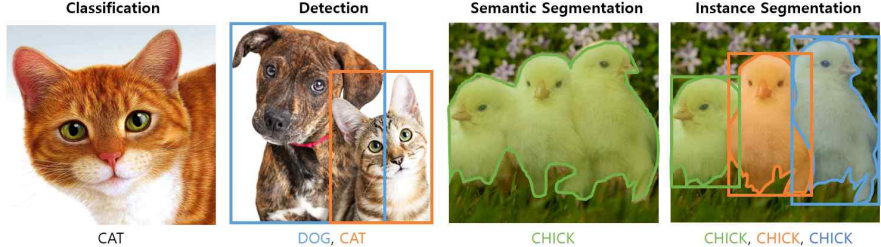 Classification
Detection
Semantic Segmentation
Instance Segmentation
CAT
DOG, CAT
CHICK
CHICK, CHICK, CHICK